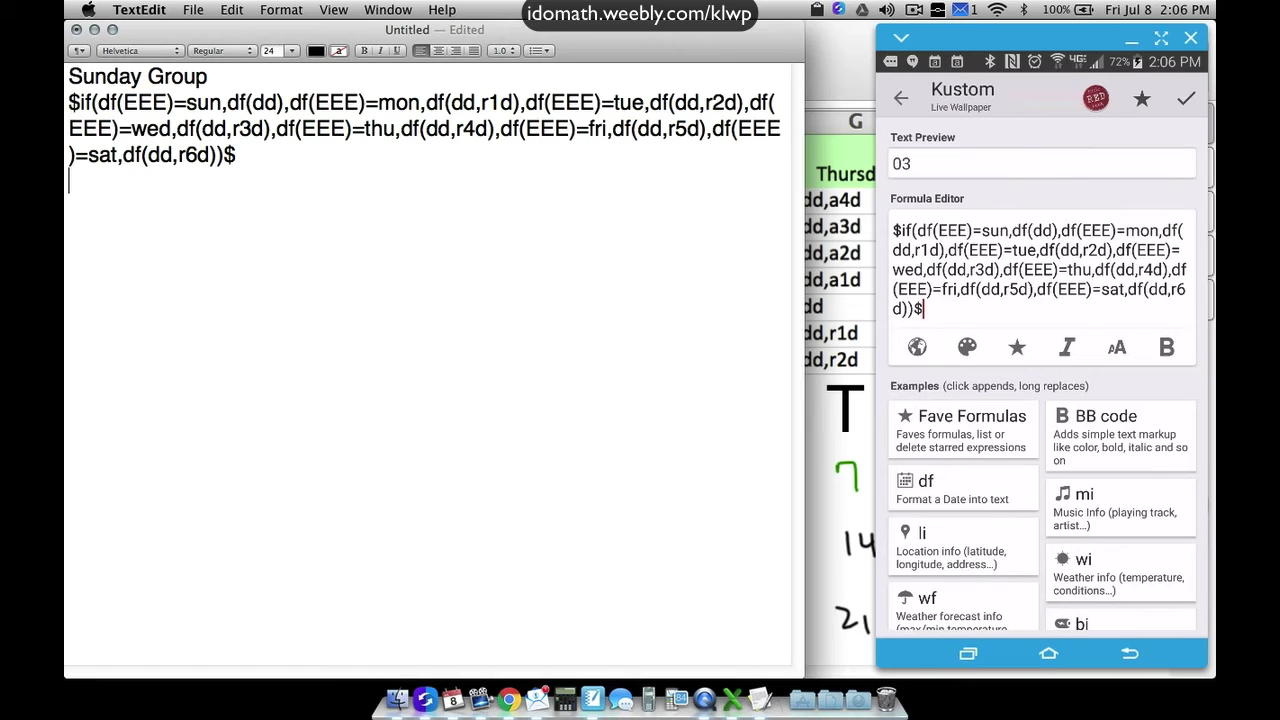 TextEdit File Edit Format View Window Help
idomath.weebly.com/klwp
1 100% Fri Jul 8 2:06 PM
Untitled — Edited
Helvetica Regular 24 a B I U 1.0
Sunday Group
$if(df(EEE)=sun,df(dd),df(EEE)=mon,df(dd,r1d),df(EEE)=tue,df(dd,r2d),df(
EEE)=wed,df(dd,r3d),df(EEE)=thu,df(dd,r4d),df(EEE)=fri,df(dd,r5d),df(EEE
)=sat,df(dd,r6d))$
G
Thursd
dd,a4d
dd,a3d
dd,a2d
dd,a1d
dd
dd,r1d
dd,r2d
T
7
14
21
4G 72% 2:06 PM
Kustom
Live Wallpaper
RED
Text Preview
03
Formula Editor
$if(df(EEE)=sun,df(dd),df(EEE)=mon,df(
dd,r1d),df(EEE)=tue,df(dd,r2d),df(EEE)=
wed,df(dd,r3d),df(EEE)=thu,df(dd,r4d),df
(EEE)=fri,df(dd,r5d),df(EEE)=sat,df(dd,r6
d))$
I AA B
Examples (click appends, long replaces)
Fave Formulas
Faves formulas, list or
delete starred expressions
B BB code
Adds simple text markup
like color, bold, italic and so
on
df
Format a Date into text
mi
Music Info (playing track,
artist...)
li
Location info (latitude,
longitude, address...)
wi
Weather info (temperature,
conditions...)
wf
Weather forecast info
(max/min temperature
bi
8
84